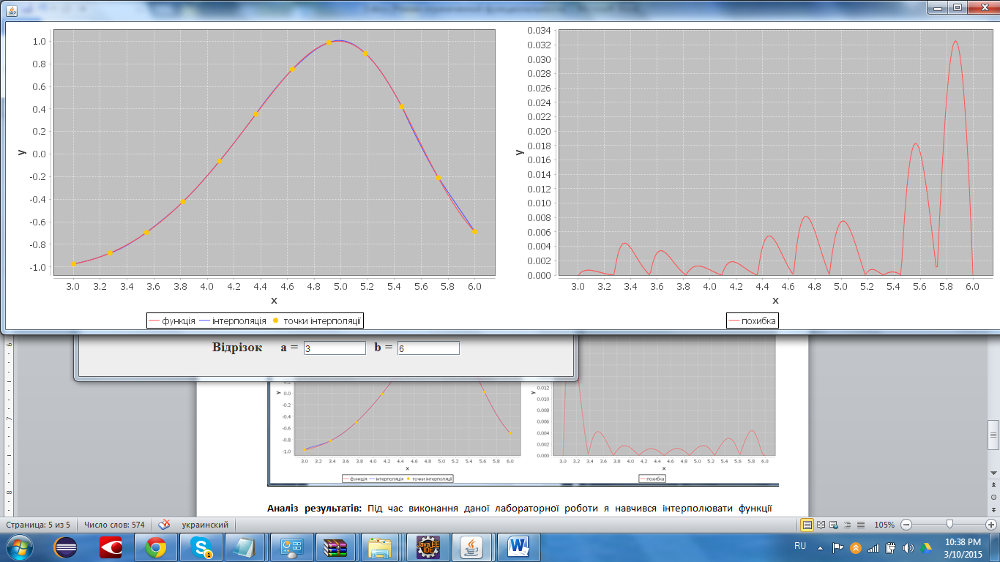 y
1.0
0.8
0.6
0.4
0.2
0.0
-0.2
-0.4
-0.6
-0.8
-1.0
3.0 3.2 3.4 3.6 3.8 4.0 4.2 4.4 4.6 4.8 5.0 5.2 5.4 5.6 5.8 6.0
x
функція інтерполяція точки інтерполяції
y
0.034
0.032
0.030
0.028
0.026
0.024
0.022
0.020
0.018
0.016
0.014
0.012
0.010
0.008
0.006
0.004
0.002
0.000
3.0 3.2 3.4 3.6 3.8 4.0 4.2 4.4 4.6 4.8 5.0 5.2 5.4 5.6 5.8 6.0
x
похибка
Відрізок a = 3 b = 6
y
0.0
-0.2
-0.4
-0.6
-0.8
-1.0
3.0 3.2 3.4 3.6 3.8 4.0 4.2 4.4 4.6 4.8 5.0 5.2 5.4 5.6 5.8 6.0
x
функція інтерполяція точки інтерполяції
y
0.012
0.010
0.008
0.006
0.004
0.002
0.000
3.0 3.2 3.4 3.6 3.8 4.0 4.2 4.4 4.6 4.8 5.0 5.2 5.4 5.6 5.8 6.0
x
похибка
Аналіз результатів: Під час виконання даної лабораторної роботи я навчився інтерполювати функції
6
7
8
Страница: 5 из 5 Число слов: 574 украинский 105%
1
Java EE
IDE
W
RU
10:38 PM
3/10/2015